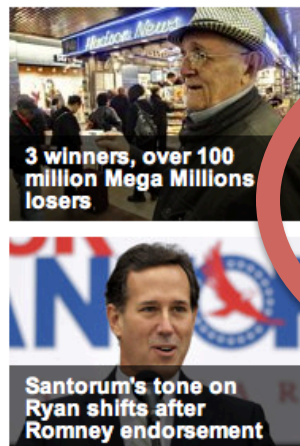 Hudson News
3 winners, over 100
million Mega Millions
losers
Santorum's tone on
Ryan shifts after
Romney endorsement